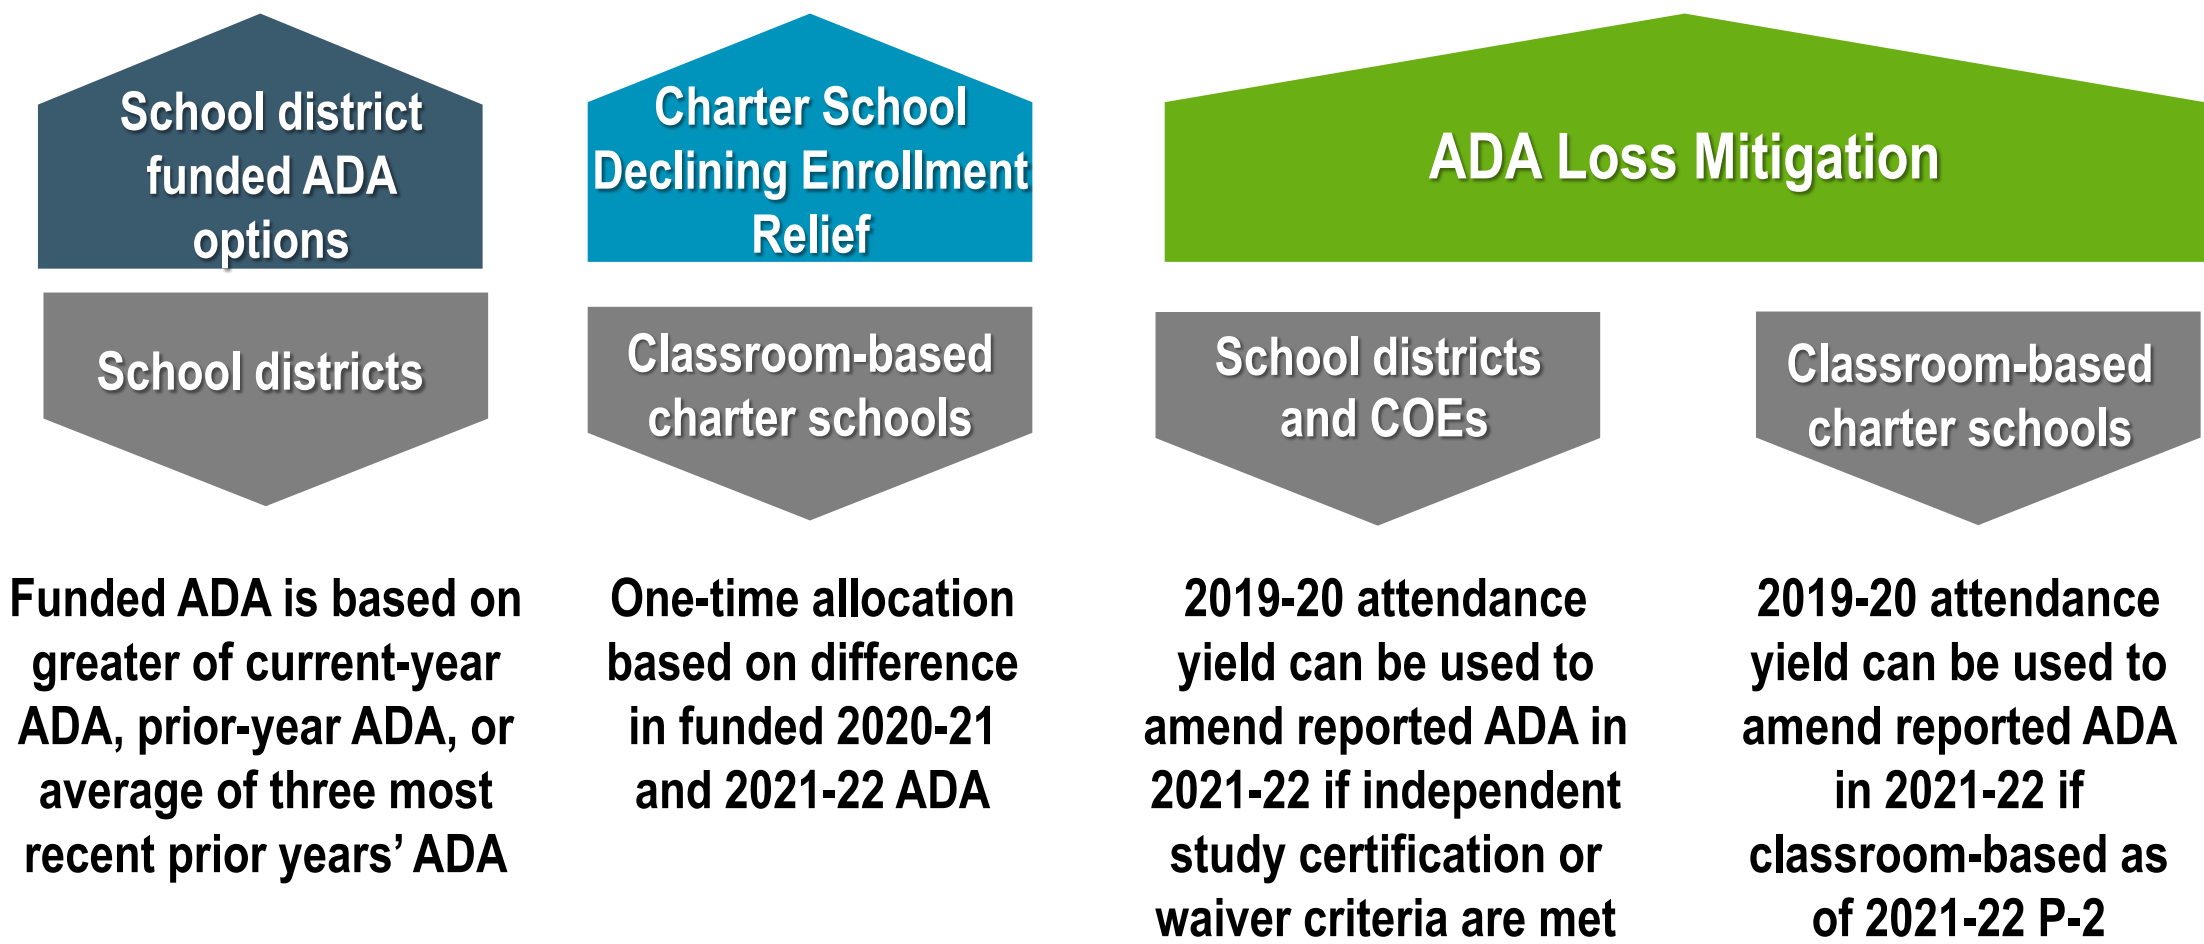 School district
funded ADA
options
School districts
Funded ADA is based on
greater of current-year
ADA, prior-year ADA, or
average of three most
recent prior years’ ADA
Charter School
Declining Enrollment
Relief
Classroom-based
charter schools
One-time allocation
based on difference
in funded 2020-21
and 2021-22 ADA
ADA Loss Mitigation
School districts
and COEs
2019-20 attendance
yield can be used to
amend reported ADA in
2021-22 if independent
study certification or
waiver criteria are met
Classroom-based
charter schools
2019-20 attendance
yield can be used to
amend reported ADA
in 2021-22 if
classroom-based as
of 2021-22 P-2